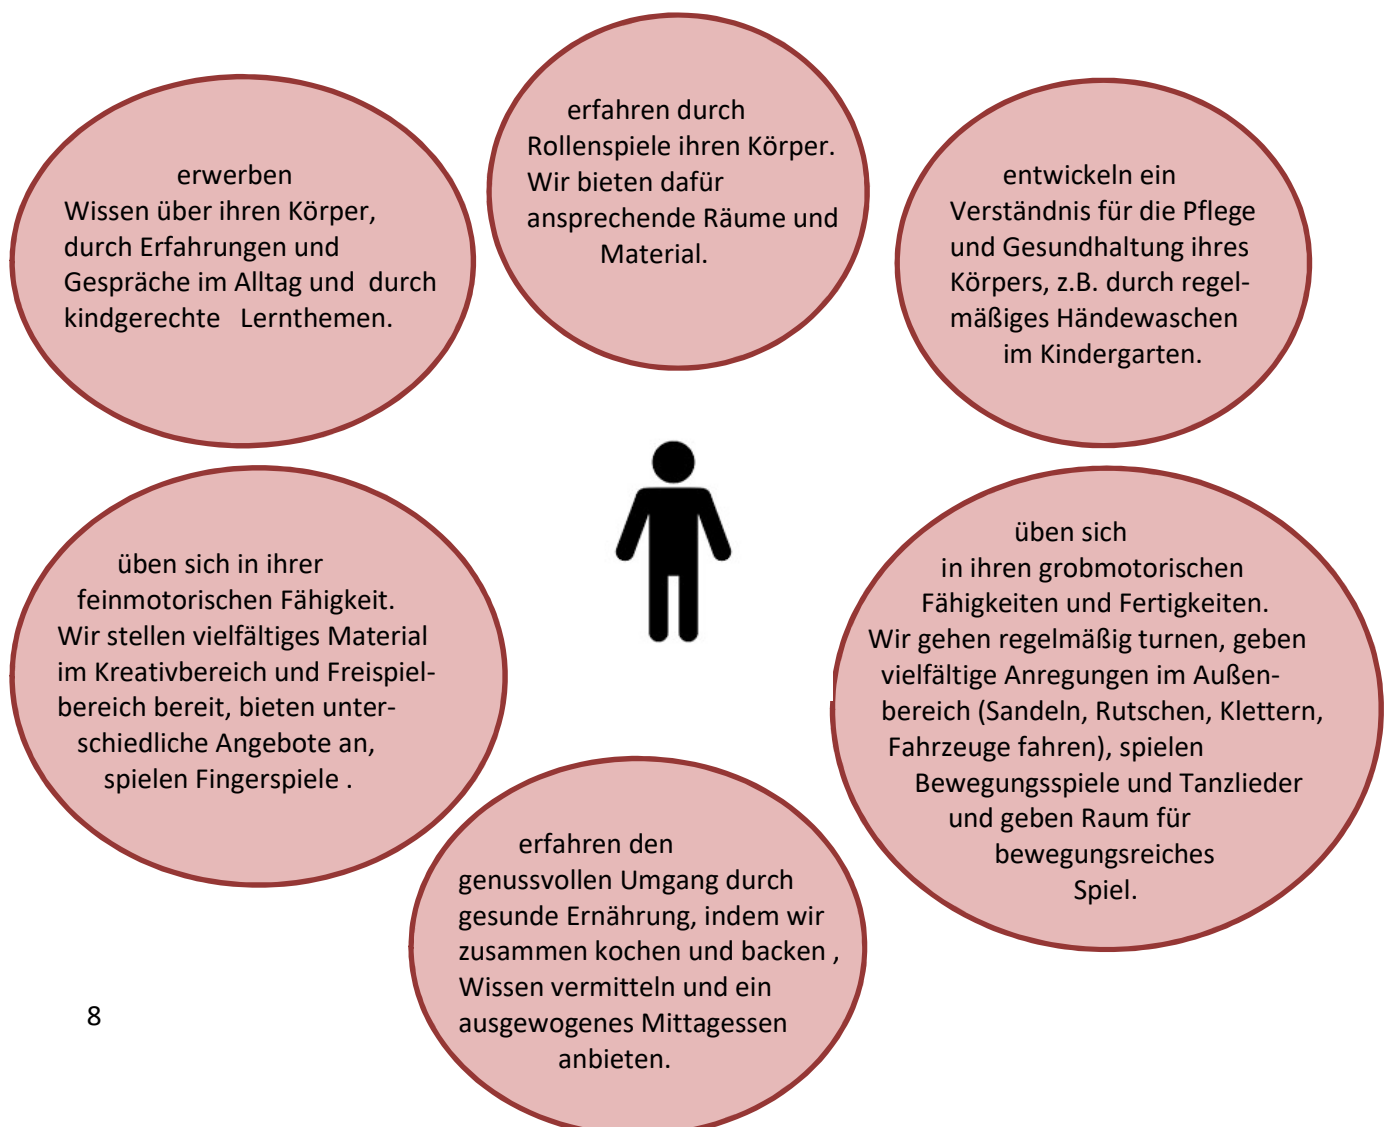 erwerben
Wissen über ihren Körper,
durch Erfahrungen und
Gespräche im Alltag und durch
kindgerechte Lernthemen.
erfahren durch
Rollenspiele ihren Körper.
Wir bieten dafür
ansprechende Räume und
Material.
entwickeln ein
Verständnis für die Pflege
und Gesundhaltung ihres
Körpers, z.B. durch regel-
mäßiges Händewaschen
im Kindergarten.
üben sich in ihrer
feinmotorischen Fähigkeit.
Wir stellen vielfältiges Material
im Kreativbereich und Freispiel-
bereich bereit, bieten unter-
schiedliche Angebote an,
spielen Fingerspiele .
üben sich
in ihren grobmotorischen
Fähigkeiten und Fertigkeiten.
Wir gehen regelmäßig turnen, geben
vielfältige Anregungen im Außen-
bereich (Sandeln, Rutschen, Klettern,
Fahrzeuge fahren), spielen
Bewegungsspiele und Tanzlieder
und geben Raum für
bewegungsreiches
Spiel.
erfahren den
genussvollen Umgang durch
gesunde Ernährung, indem wir
zusammen kochen und backen ,
Wissen vermitteln und ein
ausgewogenes Mittagessen
anbieten.
8